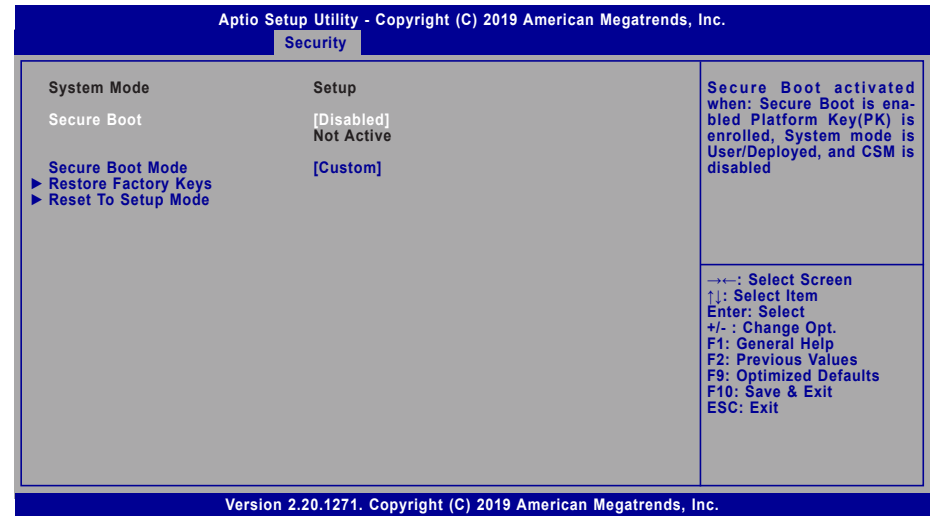 Aptio Setup Utility - Copyright (C) 2019 American Megatrends, Inc.
Security
System Mode Setup
Secure Boot [Disabled]
Not Active
Secure Boot Mode [Custom]
▶ Restore Factory Keys
▶ Reset To Setup Mode
Secure Boot activated
when: Secure Boot is ena-
bled Platform Key(PK) is
enrolled, System mode is
User/Deployed, and CSM is
disabled
→←: Select Screen
↑↓: Select Item
Enter: Select
+/- : Change Opt.
F1: General Help
F2: Previous Values
F9: Optimized Defaults
F10: Save & Exit
ESC: Exit
Version 2.20.1271. Copyright (C) 2019 American Megatrends, Inc.